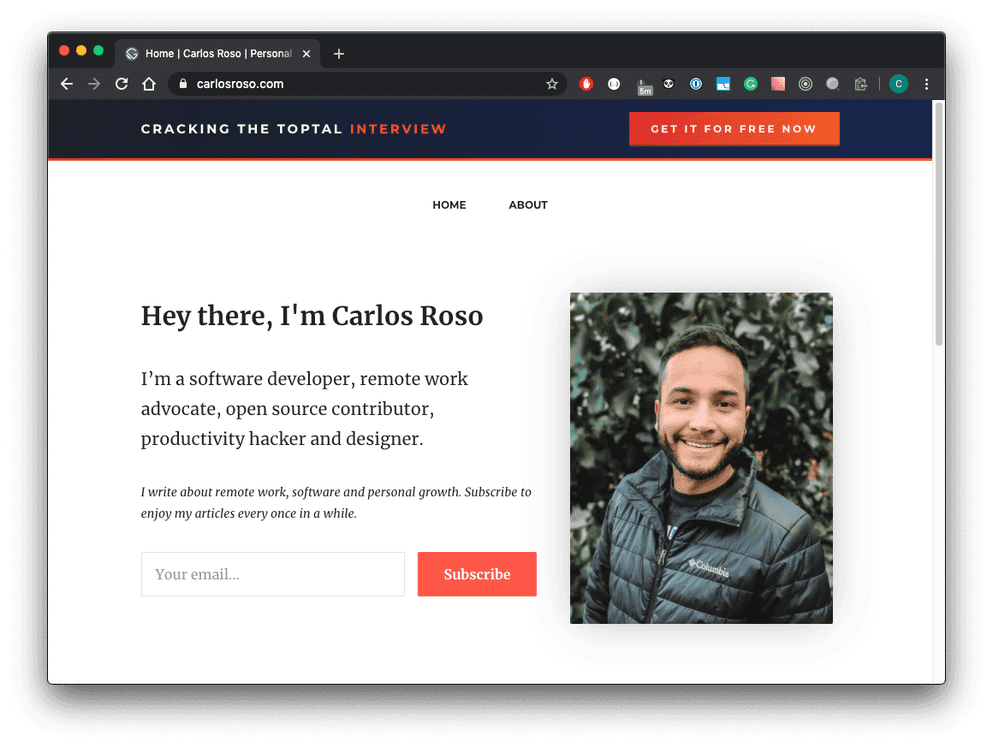 Home | Carlos Roso | Personal
carlosroso.com
5m
C
CRACKING THE TOPTAL INTERVIEW
GET IT FOR FREE NOW
HOME
ABOUT
Hey there, I'm Carlos Roso
I’m a software developer, remote work
advocate, open source contributor,
productivity hacker and designer.
I write about remote work, software and personal growth. Subscribe to
enjoy my articles every once in a while.
Your email...
Subscribe
Columbia